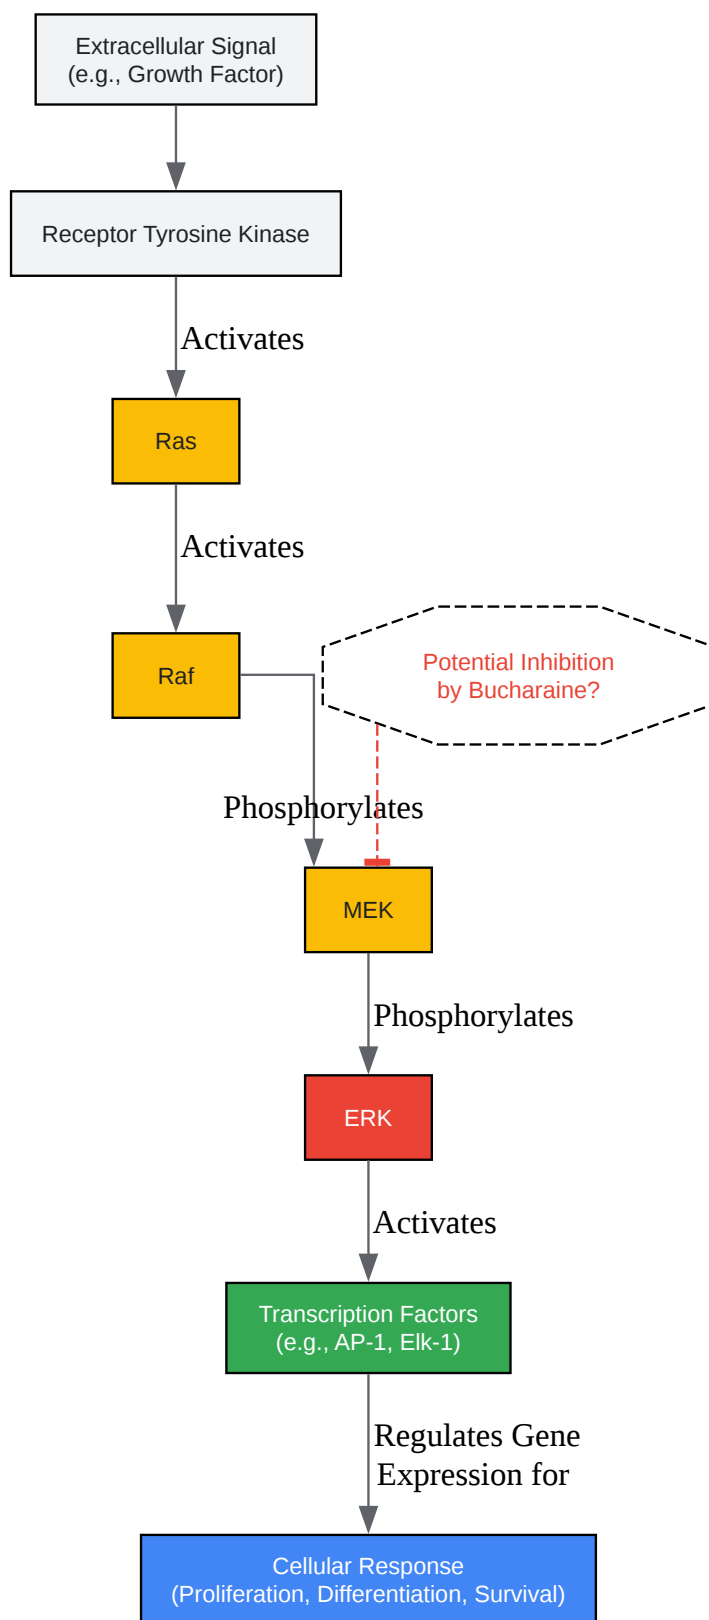 Extracellular Signal
(e.g., Growth Factor)
Receptor Tyrosine Kinase
Activates
Ras
Activates
Raf
Potential Inhibition
by Bucharaine?
Phosphorylates
MEK
Phosphorylates
ERK
Activates
Transcription Factors
(e.g., AP-1, Elk-1)
Regulates Gene
Expression for
Cellular Response
(Proliferation, Differentiation, Survival)